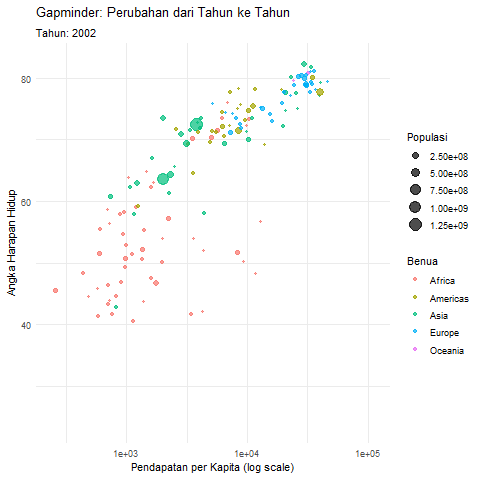 Gapminder: Perubahan dari Tahun ke Tahun
Tahun: 2002
Angka Harapan Hidup
80
60
40
1e+03
1e+04
1e+05
Pendapatan per Kapita (log scale)
Populasi
2.50e+08
5.00e+08
7.50e+08
1.00e+09
1.25e+09
Benua
Africa
Americas
Asia
Europe
Oceania